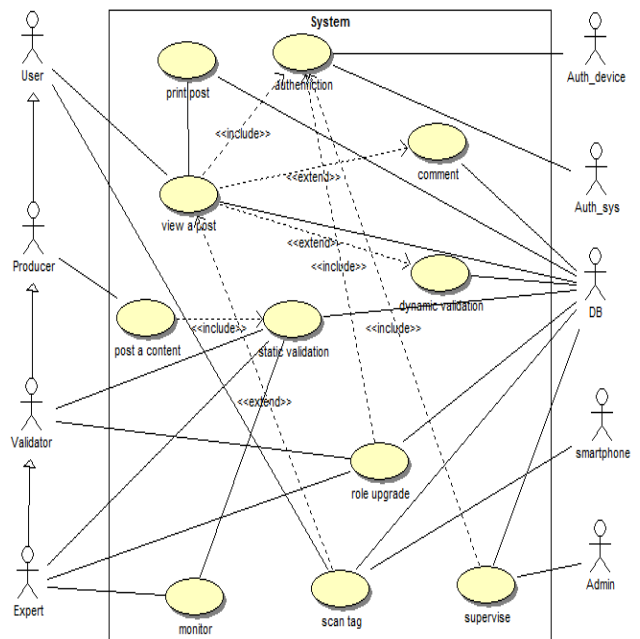 System
User
print post
authenfiction
Auth_device
<<include>>
comment
<<extend>>
view a post
Auth_sys
<<extend>>
Producer
<<include>>
dynamic validation
DB
post a content
<<include>>
static validation
<<include>>
<<extend>>
Validator
smartphone
role upgrade
Expert
monitor
scan tag
supervise
Admin